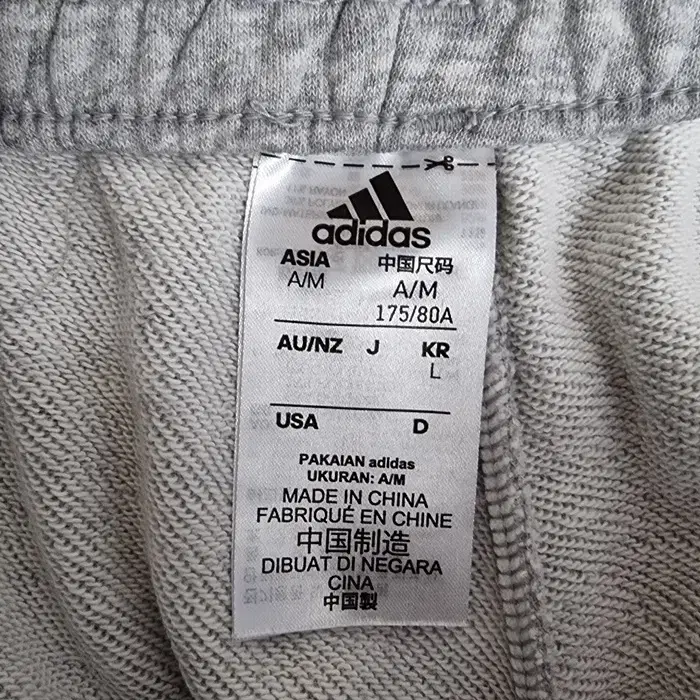 adidas
ASIA 中国尺码
A/M A/M
175/80A
AU/NZ J KR
L
USA D
PAKAIAN adidas
UKURAN: A/M
MADE IN CHINA
FABRIQUÉ EN CHINE
中国制造
DIBUAT DI NEGARA
CINA
中国製